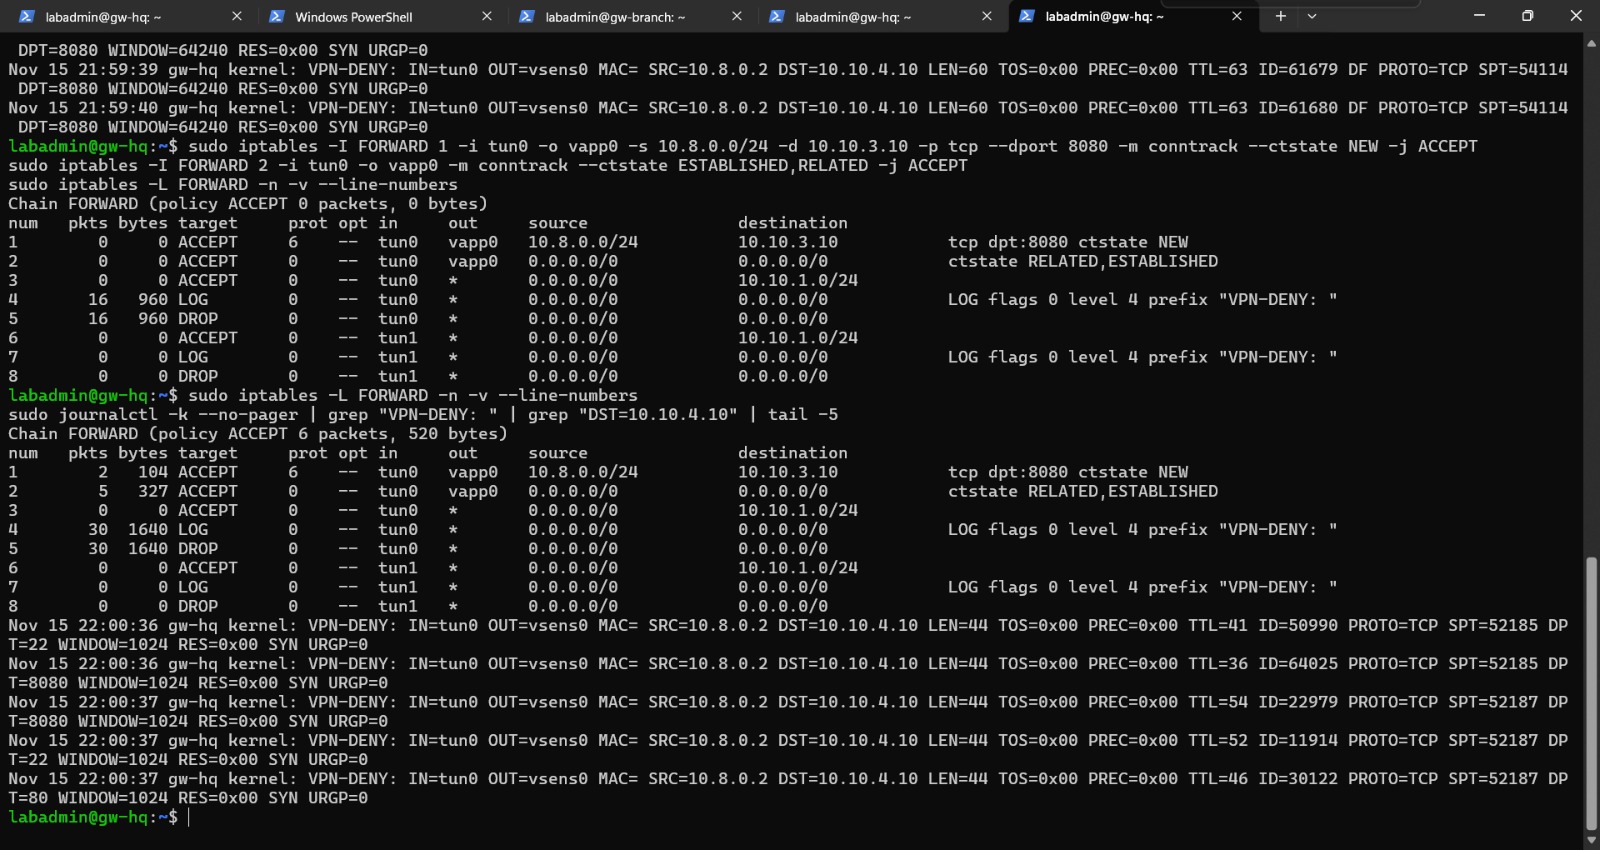 labadmin@gw-hq: ~
Windows PowerShell
labadmin@gw-branch: ~
labadmin@gw-hq: ~
labadmin@gw-hq: ~
 DPT=8080 WINDOW=64240 RES=0x00 SYN URGP=0
Nov 15 21:59:39 gw-hq kernel: VPN-DENY: IN=tun0 OUT=vsens0 MAC= SRC=10.8.0.2 DST=10.10.4.10 LEN=60 TOS=0x00 PREC=0x00 TTL=63 ID=61679 DF PROTO=TCP SPT=54114
 DPT=8080 WINDOW=64240 RES=0x00 SYN URGP=0
Nov 15 21:59:40 gw-hq kernel: VPN-DENY: IN=tun0 OUT=vsens0 MAC= SRC=10.8.0.2 DST=10.10.4.10 LEN=60 TOS=0x00 PREC=0x00 TTL=63 ID=61680 DF PROTO=TCP SPT=54114
 DPT=8080 WINDOW=64240 RES=0x00 SYN URGP=0
labadmin@gw-hq:~$ sudo iptables -I FORWARD 1 -i tun0 -o vapp0 -s 10.8.0.0/24 -d 10.10.3.10 -p tcp --dport 8080 -m conntrack --ctstate NEW -j ACCEPT
sudo iptables -I FORWARD 2 -i tun0 -o vapp0 -m conntrack --ctstate ESTABLISHED,RELATED -j ACCEPT
sudo iptables -L FORWARD -n -v --line-numbers
Chain FORWARD (policy ACCEPT 0 packets, 0 bytes)
num   pkts bytes target     prot opt in     out     source               destination
1        0     0 ACCEPT     6    --  tun0   vapp0   10.8.0.0/24          10.10.3.10           tcp dpt:8080 ctstate NEW
2        0     0 ACCEPT     0    --  tun0   vapp0   0.0.0.0/0            0.0.0.0/0            ctstate RELATED,ESTABLISHED
3        0     0 ACCEPT     0    --  tun0   *       0.0.0.0/0            10.10.1.0/24
4       16   960 LOG        0    --  tun0   *       0.0.0.0/0            0.0.0.0/0            LOG flags 0 level 4 prefix "VPN-DENY: "
5       16   960 DROP       0    --  tun0   *       0.0.0.0/0            0.0.0.0/0
6        0     0 ACCEPT     0    --  tun1   *       0.0.0.0/0            10.10.1.0/24
7        0     0 LOG        0    --  tun1   *       0.0.0.0/0            0.0.0.0/0            LOG flags 0 level 4 prefix "VPN-DENY: "
8        0     0 DROP       0    --  tun1   *       0.0.0.0/0            0.0.0.0/0
labadmin@gw-hq:~$ sudo iptables -L FORWARD -n -v --line-numbers
sudo journalctl -k --no-pager | grep "VPN-DENY: " | grep "DST=10.10.4.10" | tail -5
Chain FORWARD (policy ACCEPT 6 packets, 520 bytes)
num   pkts bytes target     prot opt in     out     source               destination
1        2   104 ACCEPT     6    --  tun0   vapp0   10.8.0.0/24          10.10.3.10           tcp dpt:8080 ctstate NEW
2        5   327 ACCEPT     0    --  tun0   vapp0   0.0.0.0/0            0.0.0.0/0            ctstate RELATED,ESTABLISHED
3        0     0 ACCEPT     0    --  tun0   *       0.0.0.0/0            10.10.1.0/24
4       30  1640 LOG        0    --  tun0   *       0.0.0.0/0            0.0.0.0/0            LOG flags 0 level 4 prefix "VPN-DENY: "
5       30  1640 DROP       0    --  tun0   *       0.0.0.0/0            0.0.0.0/0
6        0     0 ACCEPT     0    --  tun1   *       0.0.0.0/0            10.10.1.0/24
7        0     0 LOG        0    --  tun1   *       0.0.0.0/0            0.0.0.0/0            LOG flags 0 level 4 prefix "VPN-DENY: "
8        0     0 DROP       0    --  tun1   *       0.0.0.0/0            0.0.0.0/0
Nov 15 22:00:36 gw-hq kernel: VPN-DENY: IN=tun0 OUT=vsens0 MAC= SRC=10.8.0.2 DST=10.10.4.10 LEN=44 TOS=0x00 PREC=0x00 TTL=41 ID=50990 PROTO=TCP SPT=52185 DP
T=22 WINDOW=1024 RES=0x00 SYN URGP=0
Nov 15 22:00:36 gw-hq kernel: VPN-DENY: IN=tun0 OUT=vsens0 MAC= SRC=10.8.0.2 DST=10.10.4.10 LEN=44 TOS=0x00 PREC=0x00 TTL=36 ID=64025 PROTO=TCP SPT=52185 DP
T=8080 WINDOW=1024 RES=0x00 SYN URGP=0
Nov 15 22:00:37 gw-hq kernel: VPN-DENY: IN=tun0 OUT=vsens0 MAC= SRC=10.8.0.2 DST=10.10.4.10 LEN=44 TOS=0x00 PREC=0x00 TTL=54 ID=22979 PROTO=TCP SPT=52187 DP
T=8080 WINDOW=1024 RES=0x00 SYN URGP=0
Nov 15 22:00:37 gw-hq kernel: VPN-DENY: IN=tun0 OUT=vsens0 MAC= SRC=10.8.0.2 DST=10.10.4.10 LEN=44 TOS=0x00 PREC=0x00 TTL=52 ID=11914 PROTO=TCP SPT=52187 DP
T=22 WINDOW=1024 RES=0x00 SYN URGP=0
Nov 15 22:00:37 gw-hq kernel: VPN-DENY: IN=tun0 OUT=vsens0 MAC= SRC=10.8.0.2 DST=10.10.4.10 LEN=44 TOS=0x00 PREC=0x00 TTL=46 ID=30122 PROTO=TCP SPT=52187 DP
T=80 WINDOW=1024 RES=0x00 SYN URGP=0
labadmin@gw-hq:~$